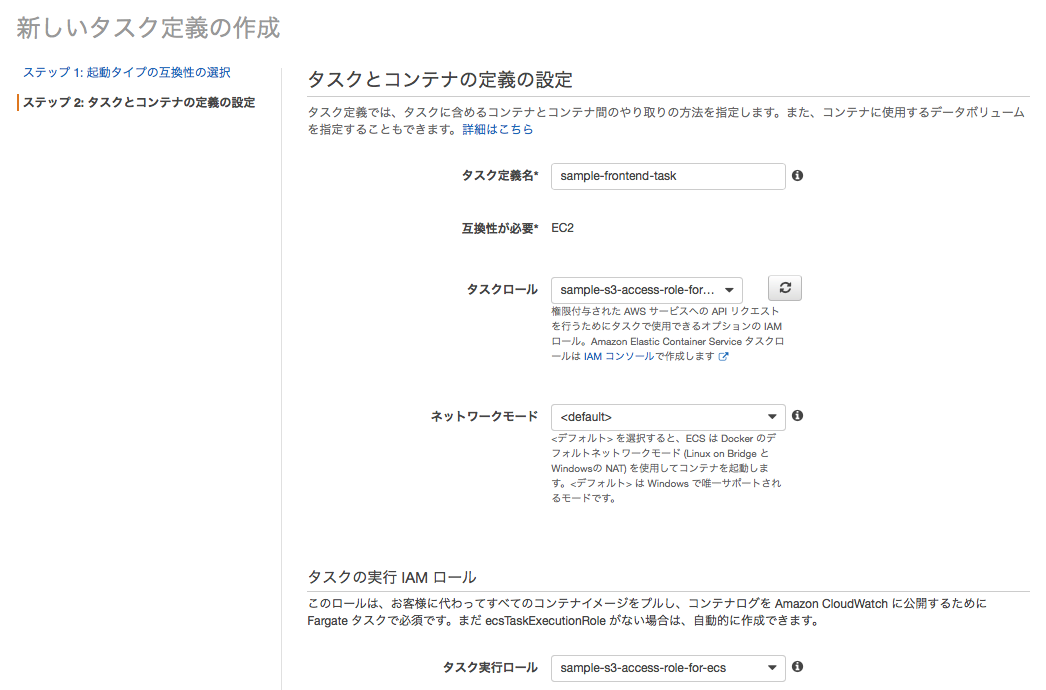 新しいタスク定義の作成
ステップ 1: 起動タイプの互換性の選択
ステップ 2: タスクとコンテナの定義の設定
タスクとコンテナの定義の設定
タスク定義では、タスクに含めるコンテナとコンテナ間のやり取りの方法を指定します。また、コンテナに使用するデータボリューム
を指定することもできます。詳細はこちら
タスク定義名* sample-frontend-task
互換性が必要* EC2
タスクロール sample-s3-access-role-for...
権限付与された AWS サービスへの API リクエスト
を行うためにタスクで使用できるオプションの IAM
ロール。Amazon Elastic Container Service タスクロ
ールは IAM コンソールで作成します
ネットワークモード <default>
<デフォルト> を選択すると、ECS は Docker のデ
フォルトネットワークモード (Linux on Bridge と
Windowsの NAT) を使用してコンテナを起動しま
す。<デフォルト> は Windows で唯一サポートされ
るモードです。
タスクの実行 IAM ロール
このロールは、お客様に代わってすべてのコンテナイメージをプルし、コンテナログを Amazon CloudWatch に公開するために
Fargate タスクで必須です。まだ ecsTaskExecutionRole がない場合は、自動的に作成できます。
タスク実行ロール sample-s3-access-role-for-ecs